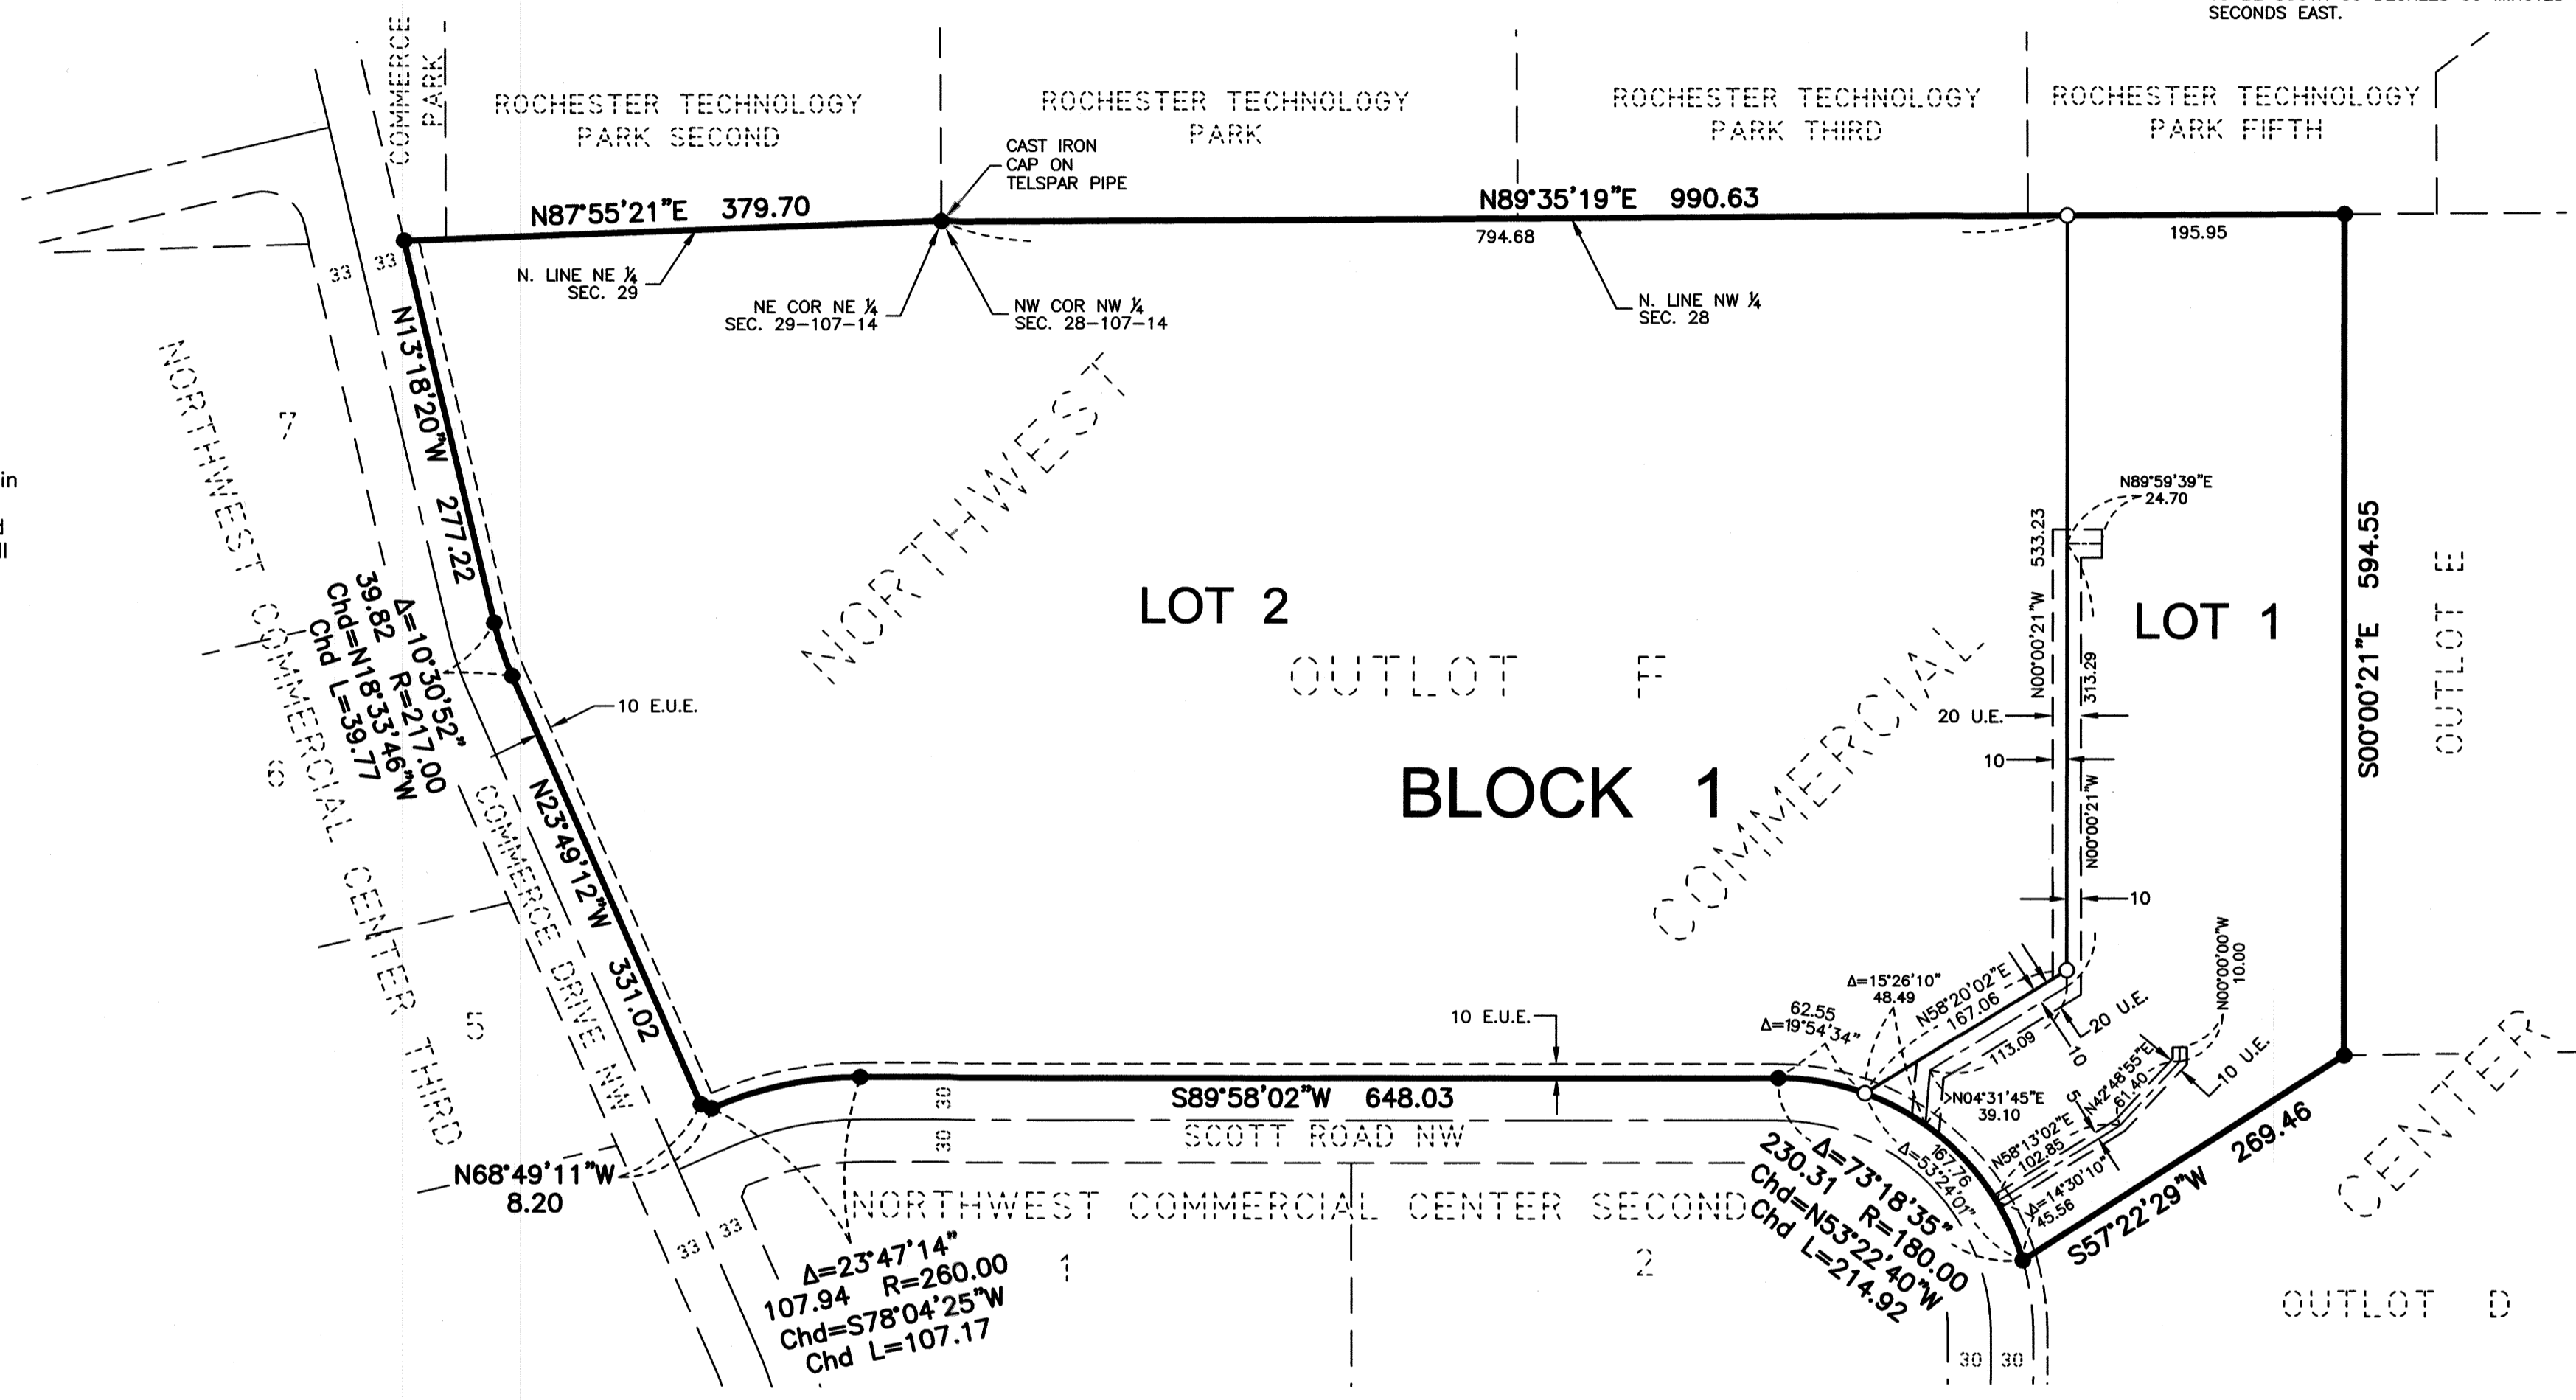 SECONDS EAST.
COMMERCE
PARK
ROCHESTER TECHNOLOGY
PARK SECOND
ROCHESTER TECHNOLOGY
PARK
ROCHESTER TECHNOLOGY
PARK THIRD
ROCHESTER TECHNOLOGY
PARK FIFTH
CAST IRON
CAP ON
TELSPAR PIPE
N87°55'21"E 379.70
N89°35'19"E 990.63
794.68
195.95
33
33
N. LINE NE ¼
SEC. 29
NE COR NE ¼
SEC. 29-107-14
NW COR NW ¼
SEC. 28-107-14
N. LINE NW ¼
SEC. 28
N13°18'20"W 277.22
NORTHWEST COMMERCIAL CENTER THIRD
7
in
NORTHWEST
N89°59'39"E
24.70
N00°00'21"W 533.23
LOT 2
LOT 1
S00°00'21"E 594.55
OUTLOT E
Δ=10°30'52"
39.82 R=217.00
Chd=N18°33'46"W
Chd L=39.77
OUTLOT F
COMMERCIAL
313.29
N00°00'21"W
10 E.U.E.
20 U.E.
10
6
BLOCK 1
N23°49'12"W 331.02
COMMERCE DRIVE NW
10
5
N00°00'00"W
10.00
Δ=15°26'10"
48.49
N58°20'02"E
167.06
62.55
Δ=19°54'34"
10 E.U.E.
20 U.E.
10
113.09
10 U.E.
N42°48'55"E
61.40
5
>N04°31'45"E
39.10
S89°58'02"W 648.03
30
30
SCOTT ROAD NW
167.76
Δ=53°24'01"
N58°13'02"E
102.85
Δ=14°30'10"
45.56
S57°22'29"W 269.46
CENTER
N68°49'11"W
8.20
NORTHWEST COMMERCIAL CENTER SECOND
33
33
1
2
Δ=23°47'14"
107.94 R=260.00
Chd=S78°04'25"W
Chd L=107.17
Δ=73°18'35"
230.31 R=180.00
Chd=N53°22'40"W
Chd L=214.92
OUTLOT D
30
30